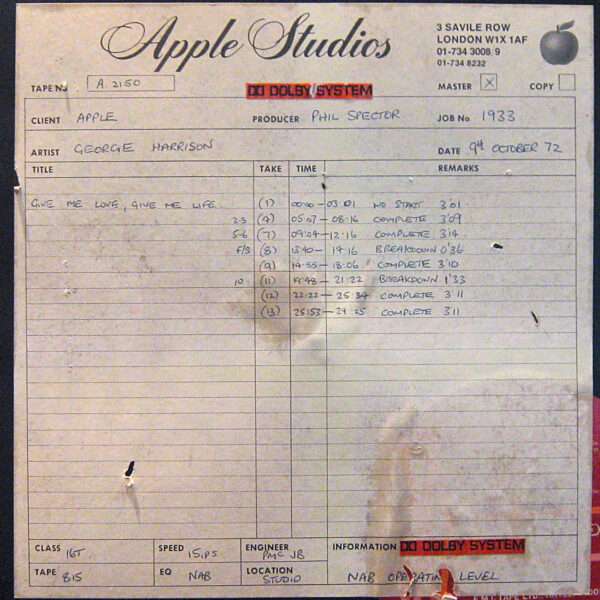 Apple Studios
3 SAVILE ROW
LONDON W1X 1AF
01-734 3008/9
01-734 8232
TAPE No A. 2150
DOLBY SYSTEM
MASTER X COPY
CLIENT APPLE PRODUCER PHIL SPECTOR JOB No. 1933
ARTIST GEORGE HARRISON DATE 9th OCTOBER 72
TITLE TAKE TIME REMARKS
GIVE ME LOVE, GIVE ME LIFE. (1) 00:00 - 03:01 NO START 3'01
2-3 (4) 05:07 - 08:16 COMPLETE 3'09
5-6 (7) 09:04 - 12:16 COMPLETE 3'14
F/S (8) 13:40 - 14:16 BREAKDOWN 0'36
(9) 14:55 - 18:06 COMPLETE 3'10
10 (11) 19:48 - 21:22 BREAKDOWN 1'33
(12) 22:22 - 25:34 COMPLETE 3'11
(13) 25:53 - 29:25 COMPLETE 3'11
CLASS 16T. SPEED 15 IPS ENGINEER PMC JB INFORMATION DOLBY SYSTEM
TAPE 815 EQ NAB LOCATION STUDIO NAB OPERATING LEVEL